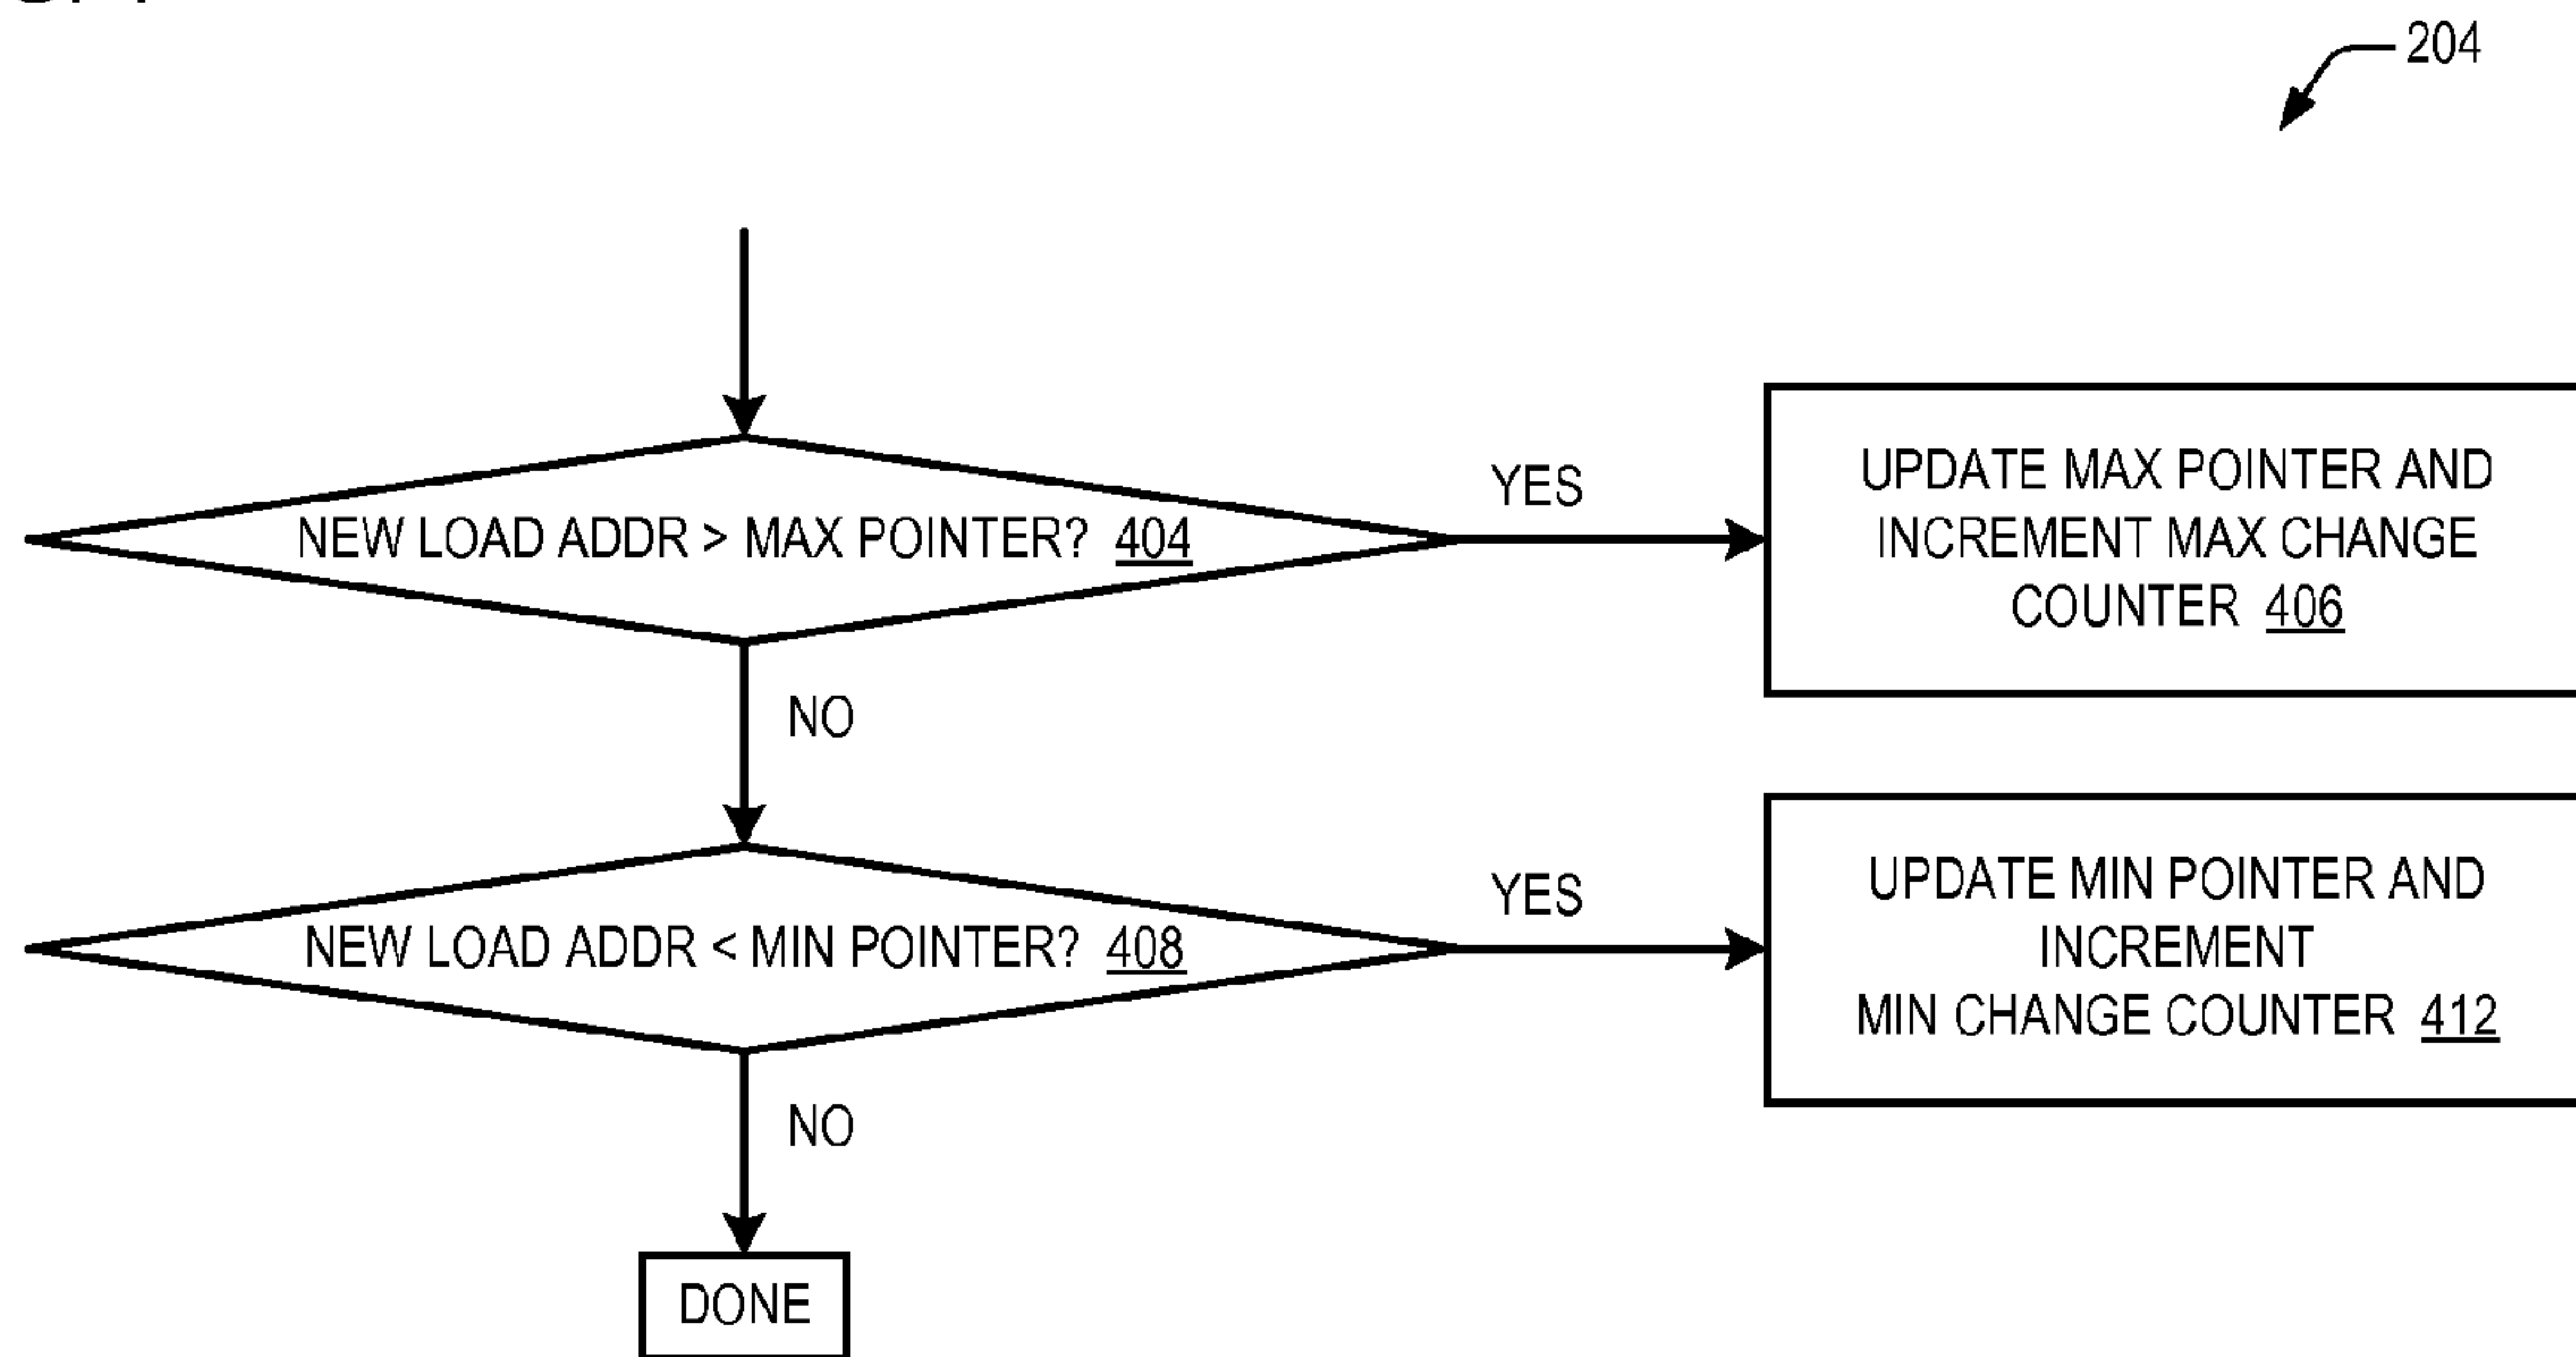 204
NEW LOAD ADDR > MAX POINTER? 404
YES
UPDATE MAX POINTER AND
INCREMENT MAX CHANGE
COUNTER 406
NO
NEW LOAD ADDR < MIN POINTER? 408
YES
UPDATE MIN POINTER AND
INCREMENT
MIN CHANGE COUNTER 412
NO
DONE